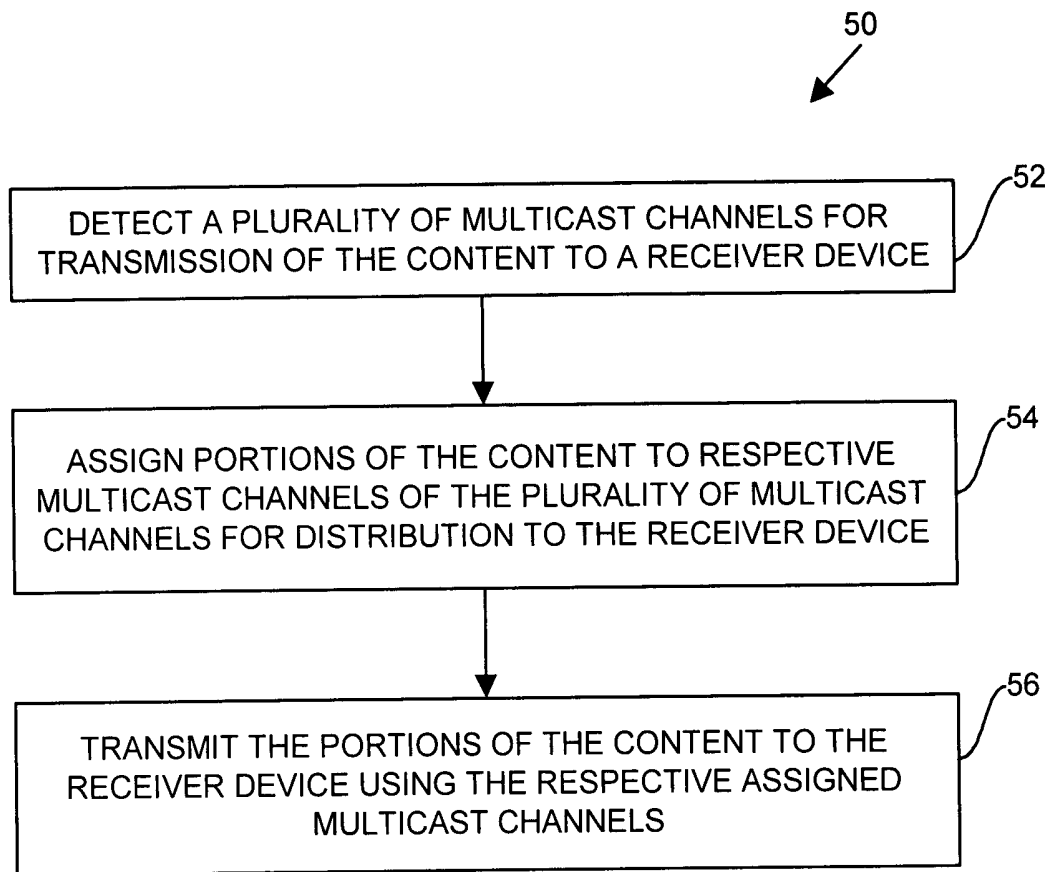 50
52
DETECT A PLURALITY OF MULTICAST CHANNELS FOR
TRANSMISSION OF THE CONTENT TO A RECEIVER DEVICE
54
ASSIGN PORTIONS OF THE CONTENT TO RESPECTIVE
MULTICAST CHANNELS OF THE PLURALITY OF MULTICAST
CHANNELS FOR DISTRIBUTION TO THE RECEIVER DEVICE
56
TRANSMIT THE PORTIONS OF THE CONTENT TO THE
RECEIVER DEVICE USING THE RESPECTIVE ASSIGNED
MULTICAST CHANNELS